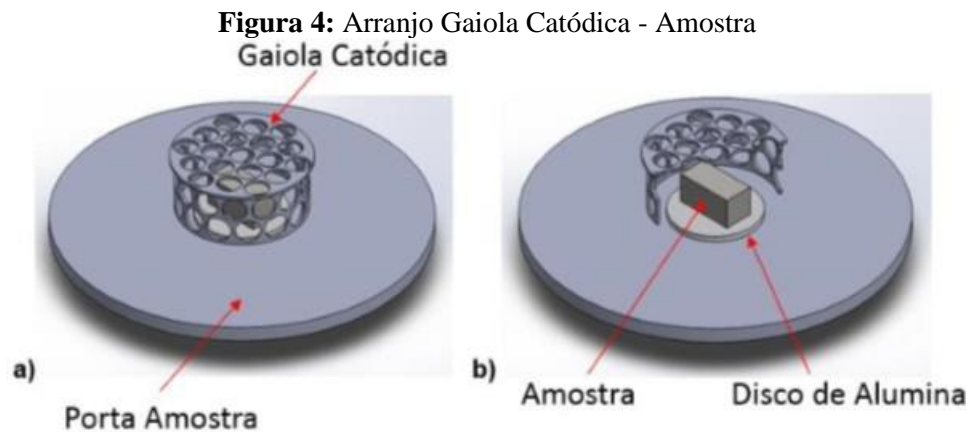 Figura 4: Arranjo Gaiola Catódica - Amostra
Gaiola Catódica
a)
Porta Amostra
b)
Amostra
Disco de Alumina